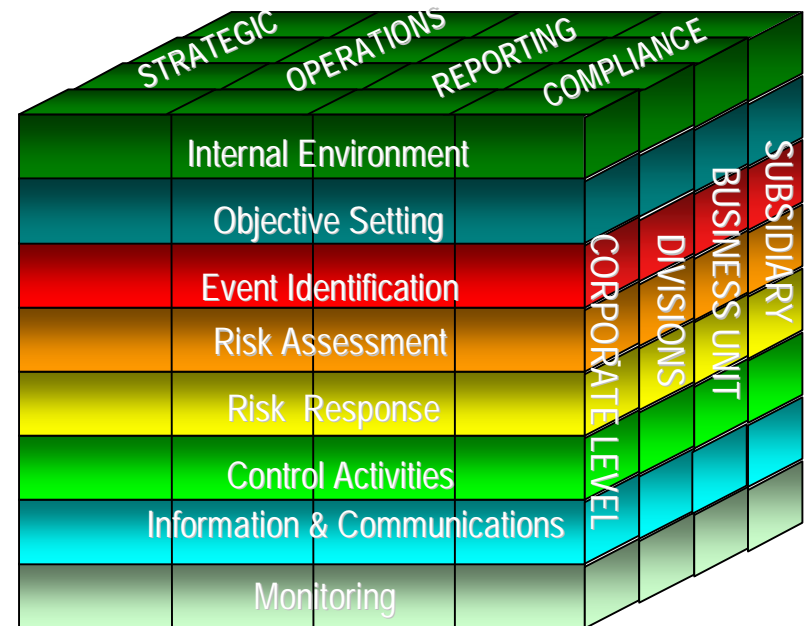 STRATEGIC
OPERATIONS
REPORTING
COMPLIANCE
Internal Environment
Objective Setting
Event Identification
Risk Assessment
Risk Response
Control Activities
Information & Communications
Monitoring
CORPORATE LEVEL
DIVISIONS
BUSINESS UNIT
SUBSIDIARY